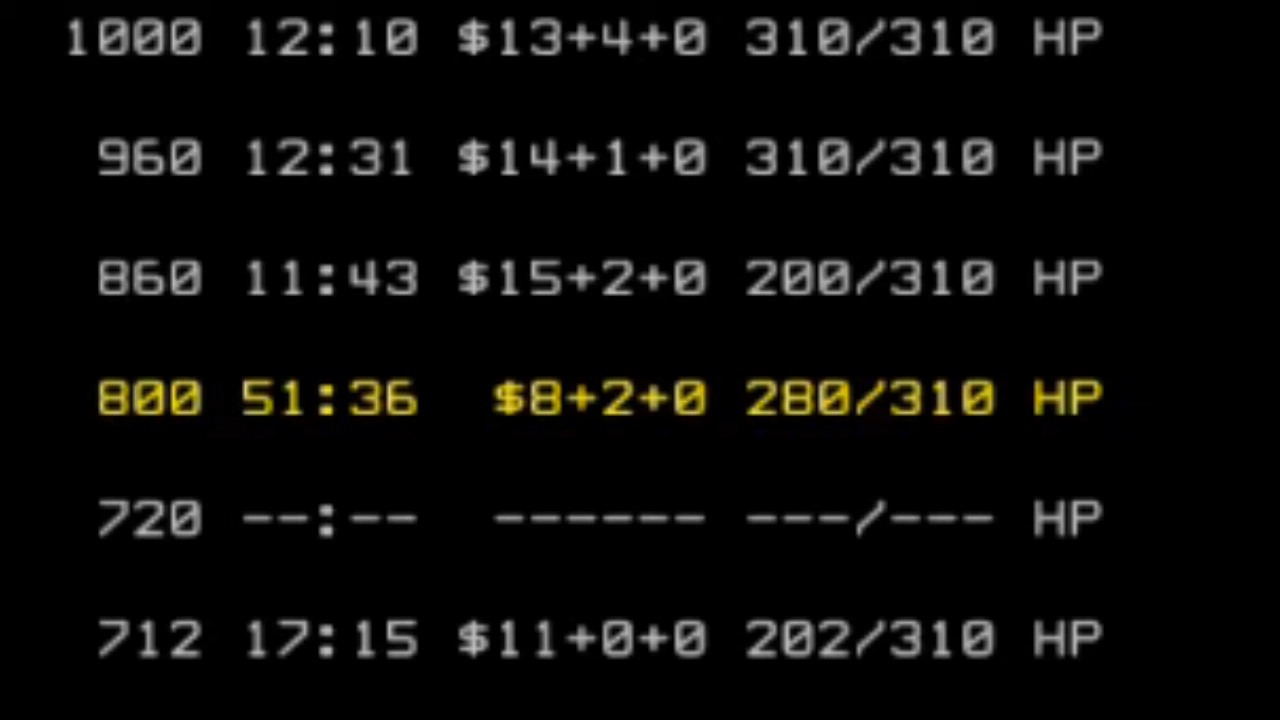 1000 12:10 $13+4+0 310/310 HP
960 12:31 $14+1+0 310/310 HP
860 11:43 $15+2+0 200/310 HP
800 51:36 $8+2+0 280/310 HP
720 --:-- ------ ---/--- HP
712 17:15 $11+0+0 202/310 HP